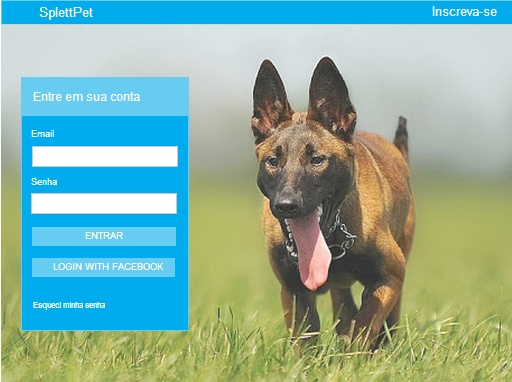 SplettPet
Inscreva-se
Entre em sua conta
Email
Senha
ENTRAR
LOGIN WITH FACEBOOK
Esqueci minha senha